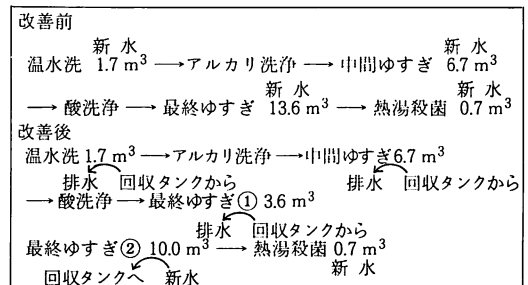 改善前
新水 新水
温水洗 1.7 m³ ⟶アルカリ洗浄 ⟶ 中間ゆすぎ 6.7 m³
新水 新水
⟶ 酸洗浄 ⟶ 最終ゆすぎ 13.6 m³ ⟶ 熱湯殺菌 0.7 m³
改善後
温水洗 1.7 m³ ⟶アルカリ洗浄 ⟶中間ゆすぎ 6.7 m³
排水 回収タンクから 排水 回収タンクから
⟶ 酸洗浄 ⟶ 最終ゆすぎ① 3.6 m³
排水 回収タンクから
最終ゆすぎ② 10.0 m³ ⟶ 熱湯殺菌 0.7 m³
回収タンクへ 新水 新水